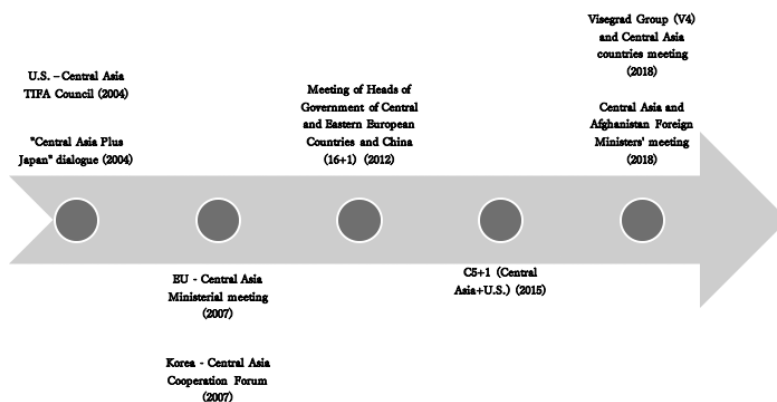 U.S. – Central Asia
TIFA Council (2004)
"Central Asia Plus
Japan" dialogue (2004)
EU - Central Asia
Ministerial meeting
(2007)
Korea - Central Asia
Cooperation Forum
(2007)
Meeting of Heads of
Government of Central
and Eastern European
Countries and China
(16+1) (2012)
C5+1 (Central
Asia+U.S.) (2015)
Visegrad Group (V4)
and Central Asia
countries meeting
(2018)
Central Asia and
Afghanistan Foreign
Ministers' meeting
(2018)